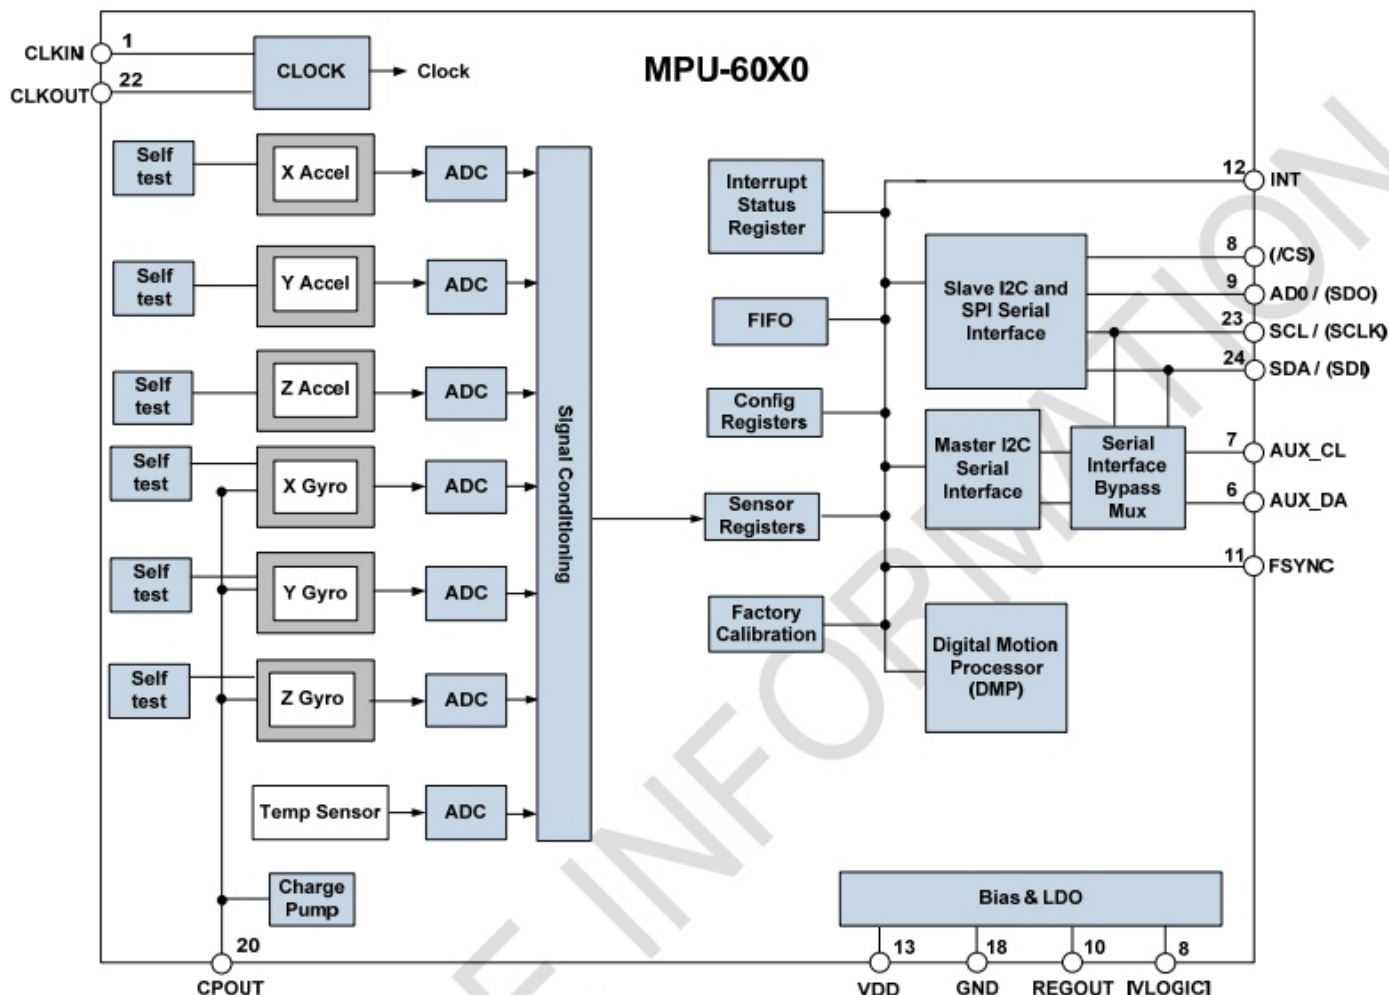 MPU-60X0
CLKIN
1
CLKOUT
22
CLOCK
Clock
Self
test
X Accel
ADC
Self
test
Y Accel
ADC
Self
test
Z Accel
ADC
Self
test
X Gyro
ADC
Self
test
Y Gyro
ADC
Self
test
Z Gyro
ADC
Temp Sensor
ADC
Charge
Pump
20
CPOUT
Signal Conditioning
Interrupt
Status
Register
FIFO
Config
Registers
Sensor
Registers
Factory
Calibration
Slave I2C and
SPI Serial
Interface
Master I2C
Serial
Interface
Serial
Interface
Bypass
Mux
Digital Motion
Processor
(DMP)
12
INT
8
(/CS)
9
AD0 / (SDO)
23
SCL / (SCLK)
24
SDA / (SDI)
7
AUX_CL
6
AUX_DA
11
FSYNC
Bias & LDO
13
18
10
8
VDD
GND
REGOUT
[VLOGIC]
INFORMATION